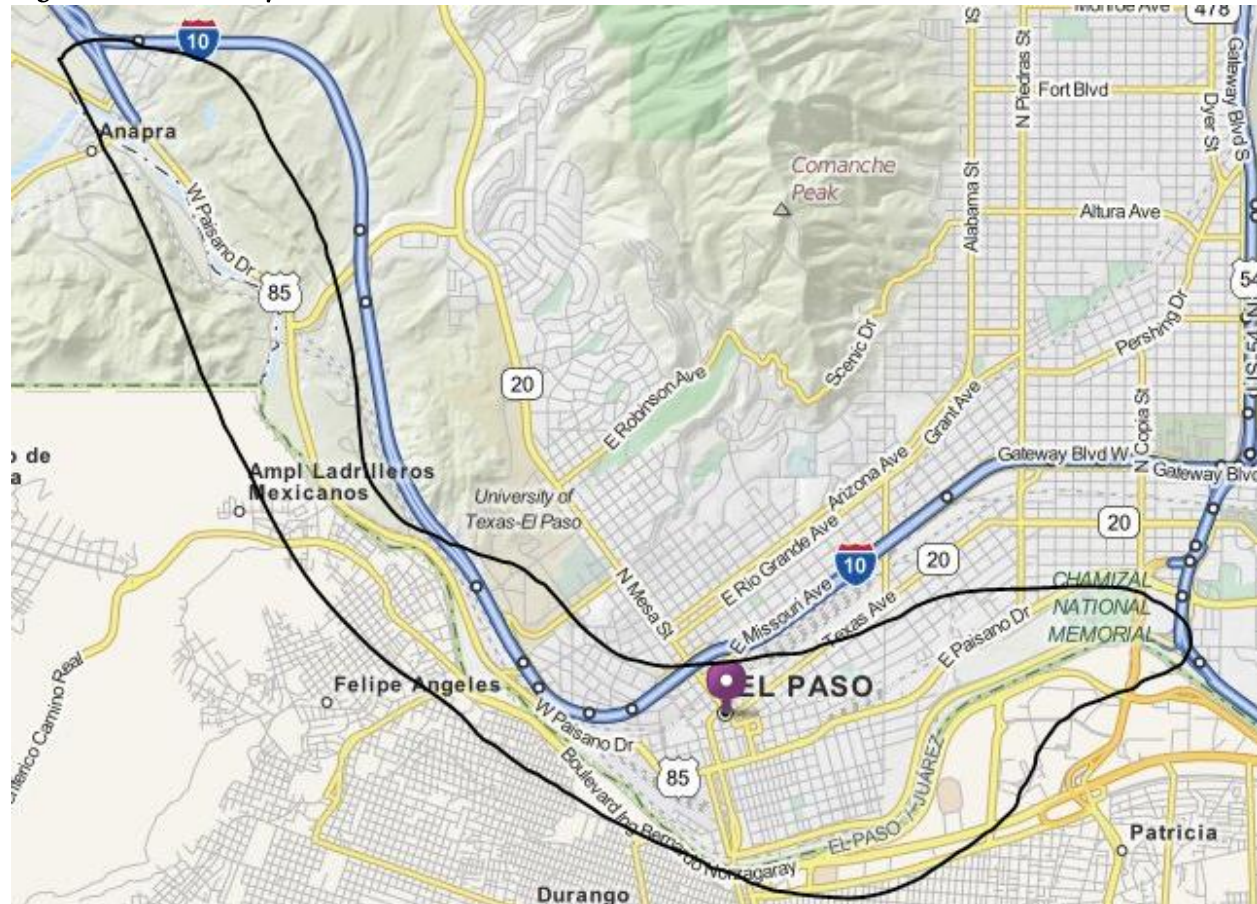 Monroe Ave
478
10
Fort Blvd
N Piedras St
Dyer St
Gateway Blvd S
Anapra
Comanche
Peak
Alabama St
Altura Ave
W Paisano Dr
85
54
Pershing Dr
20
Scenic Dr
E Robinson Ave
Grant Ave
N Copia St
o de
a
Ampl Ladrilleros
Mexicanos
University of
Texas-El Paso
Arizona Ave
Gateway Blvd W
Gateway Blvd
20
E Rio Grande Ave
20
10
N Mesa St
E Missouri Ave
Texas Ave
CHAMIZAL
NATIONAL
MEMORIAL
E Paisano Dr
Felipe Angeles
EL PASO
W Paisano Dr
85
EL PASO
JUÁREZ
Patricia
Durango